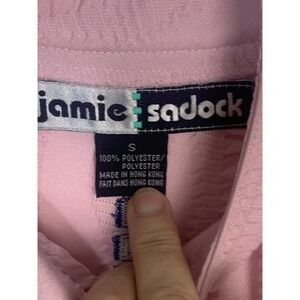 jamie sadock
S
100% POLYESTER/
POLYESTER
MADE IN HONG KONG
FAIT DANS HONG KONG